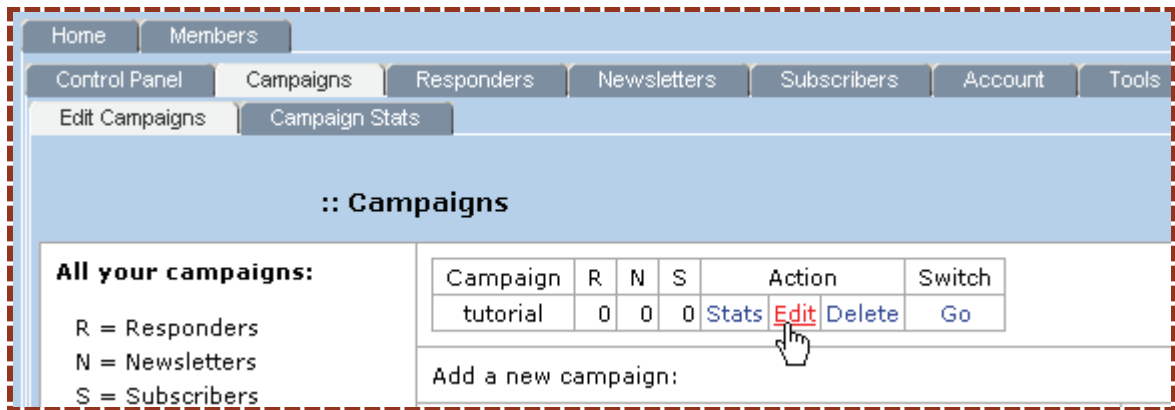 Home Members
Control Panel Campaigns Responders Newsletters Subscribers Account Tools
Edit Campaigns Campaign Stats
:: Campaigns
All your campaigns:
R = Responders
N = Newsletters
S = Subscribers
Campaign R N S Action Switch
tutorial 0 0 0 Stats Edit Delete Go
Add a new campaign: